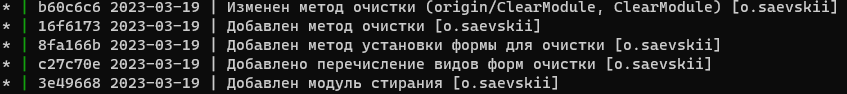 * | b60c6c6 2023-03-19 | Изменен метод очистки (origin/ClearModule, ClearModule) [o.saevskii]
* | 16f6173 2023-03-19 | Добавлен метод очистки [o.saevskii]
* | 8fa166b 2023-03-19 | Добавлен метод установки формы для очистки [o.saevskii]
* | c27c70e 2023-03-19 | Добавлено перечисление видов форм очистки [o.saevskii]
* | 3e49668 2023-03-19 | Добавлен модуль стирания [o.saevskii]